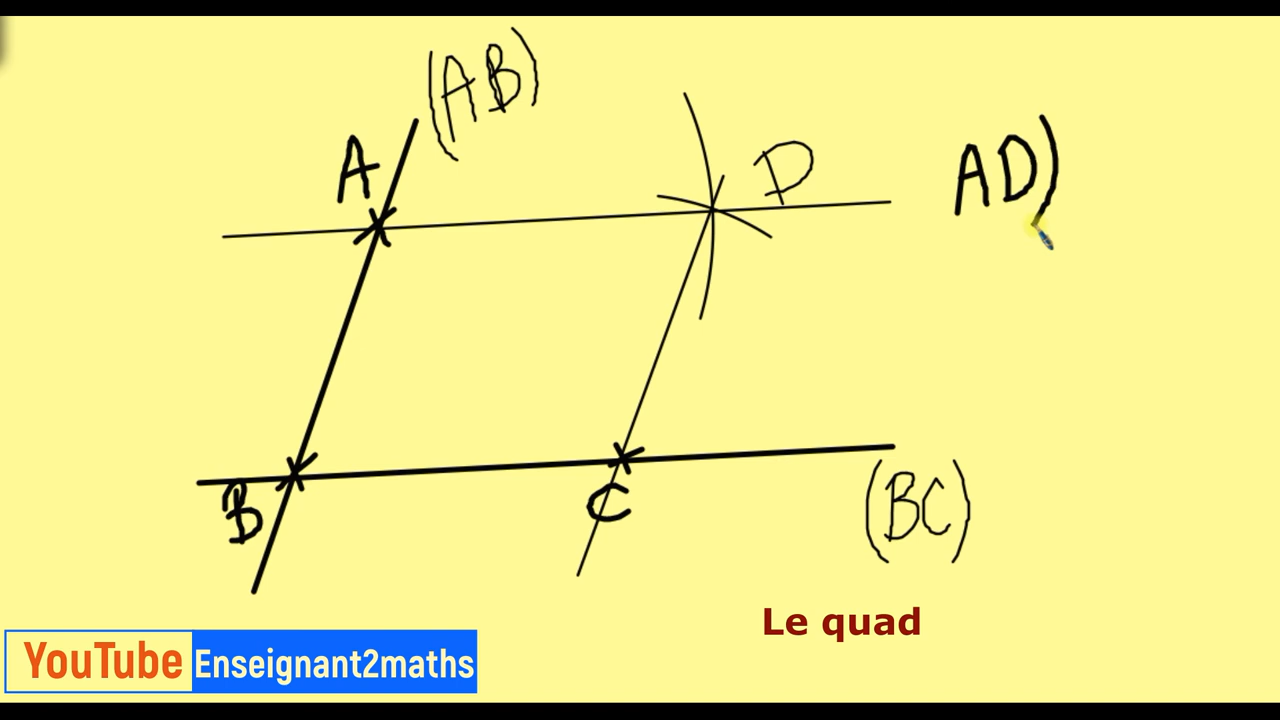 (AB)
A
D
AD)
B
C
(BC)
Le quad
YouTube Enseignant2maths